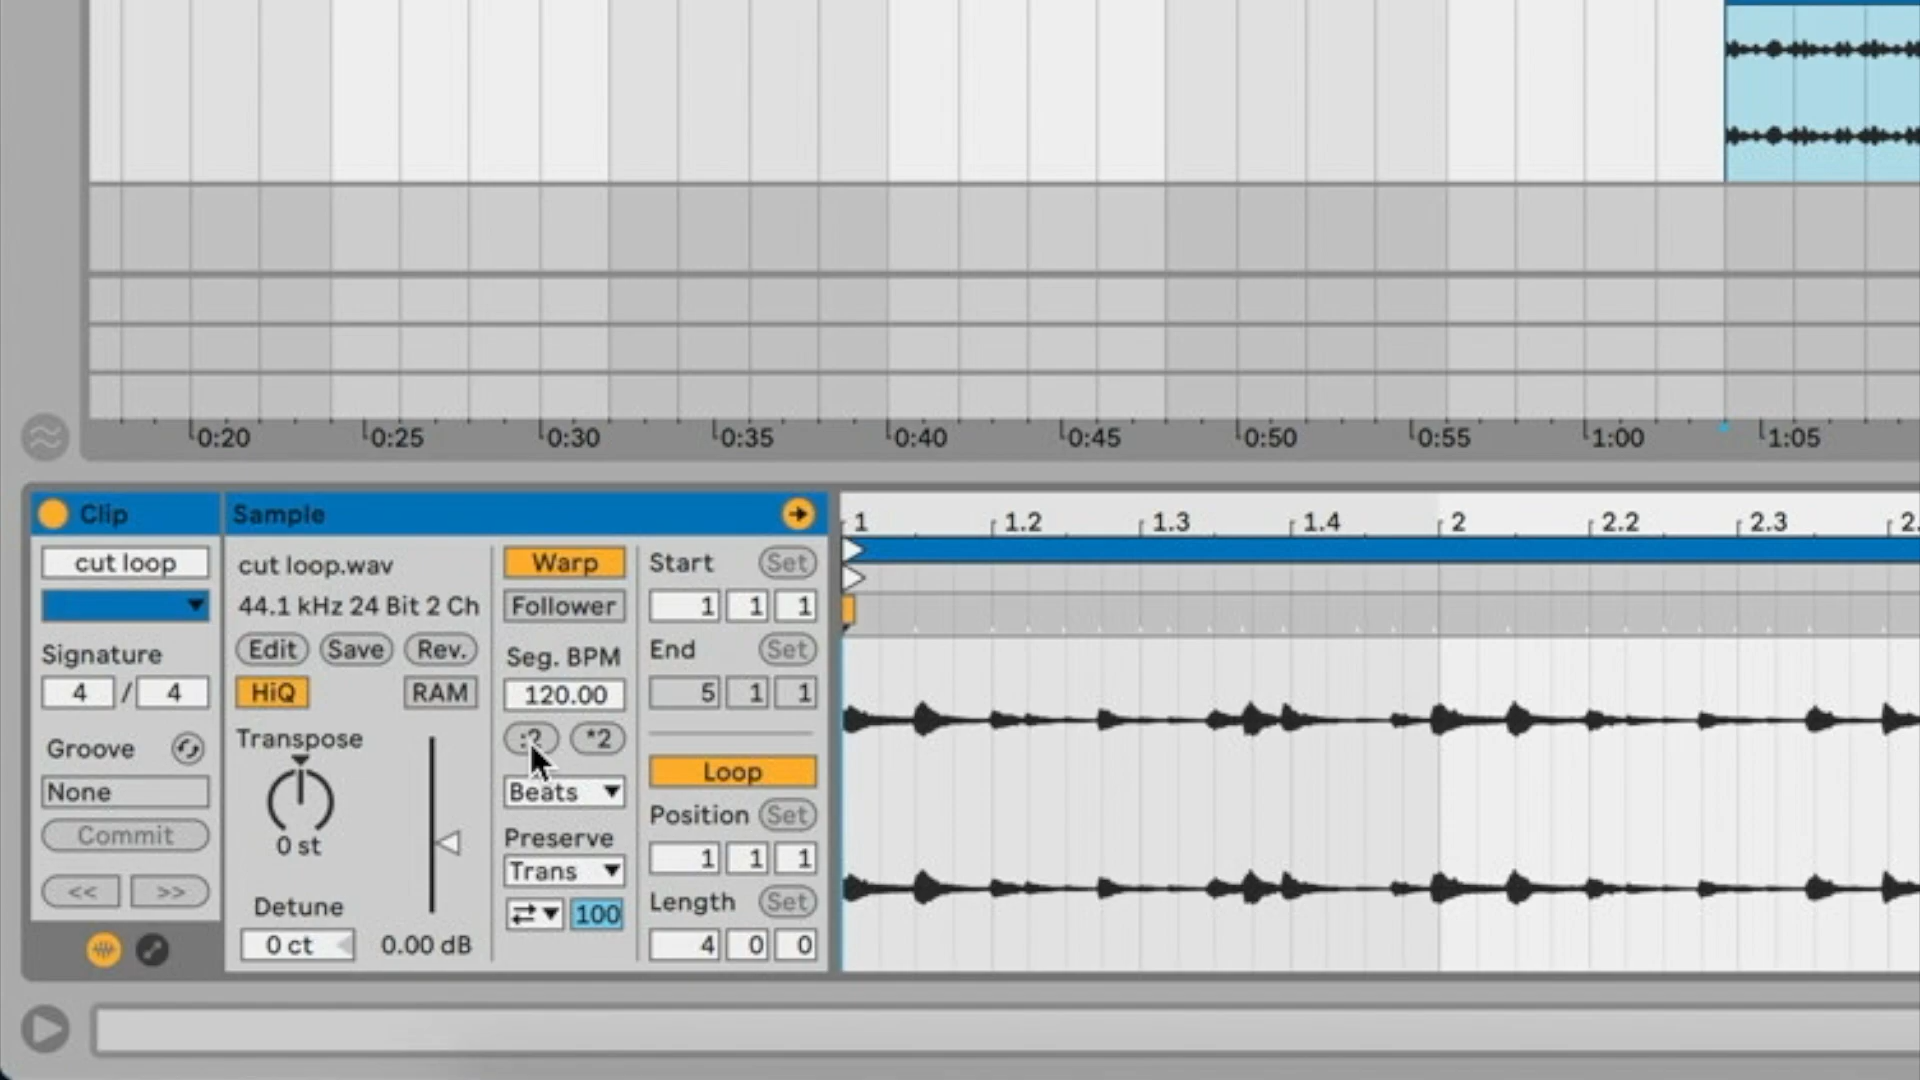 0:20 0:25 0:30 0:35 0:40 0:45 0:50 0:55 1:00 1:05
Clip
cut loop
Signature
4 / 4
Groove
None
Commit
<< >>
Sample
cut loop.wav
44.1 kHz 24 Bit 2 Ch
Edit Save Rev.
HiQ RAM
Transpose
0 st
Detune
0 ct 0.00 dB
Warp
Follower
Seg. BPM
120.00
:2 *2
Beats
Preserve
Trans
100
Start Set
1 1 1
End Set
5 1 1
Loop
Position Set
1 1 1
Length Set
4 0 0
1 1.2 1.3 1.4 2 2.2 2.3